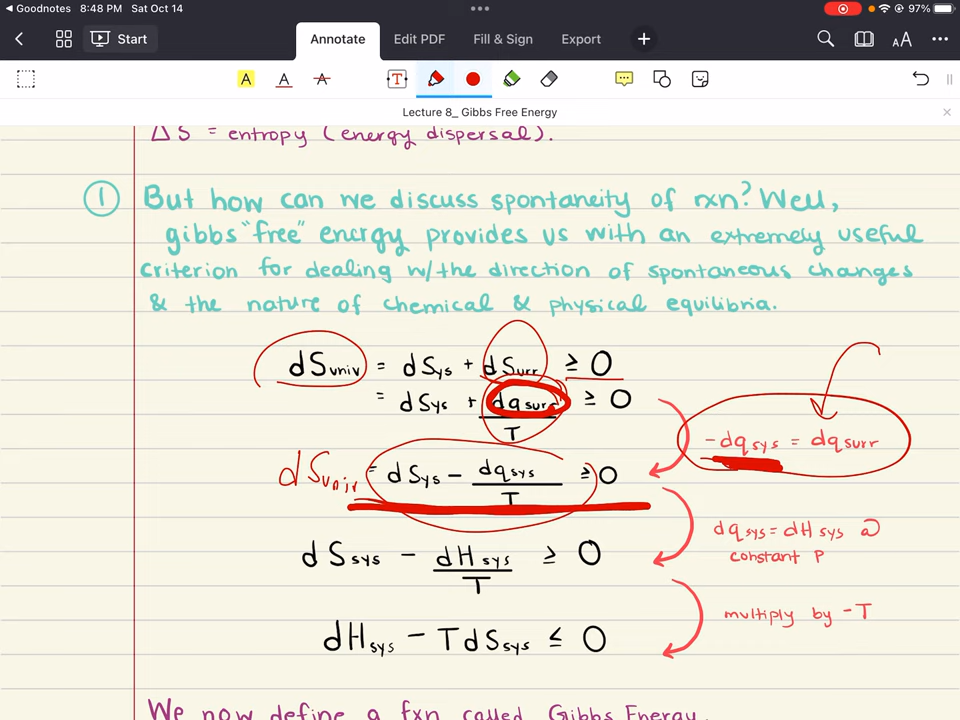 Goodnotes 8:48 PM Sat Oct 14 97%
Start Annotate Edit PDF Fill & Sign Export
A A A T
Lecture 8_ Gibbs Free Energy
ΔS = entropy (energy dispersal).
① But how can we discuss spontaneity of rxn? Well,
gibbs "free" energy provides us with an extremely useful
criterion for dealing w/the direction of spontaneous changes
& the nature of chemical & physical equilibria.
dSuniv = dSys + dSurr ≥ 0
= dSys + dqsurr/T ≥ 0
-dqsys = dqsurr
dSuniv = dSys - dqsys/T ≥ 0
dqsys = dHsys @
constant P
dSsys - dHsys/T ≥ 0
multiply by -T
dHsys - TdSsys ≤ 0
We now define a fxn called Gibbs Energy.